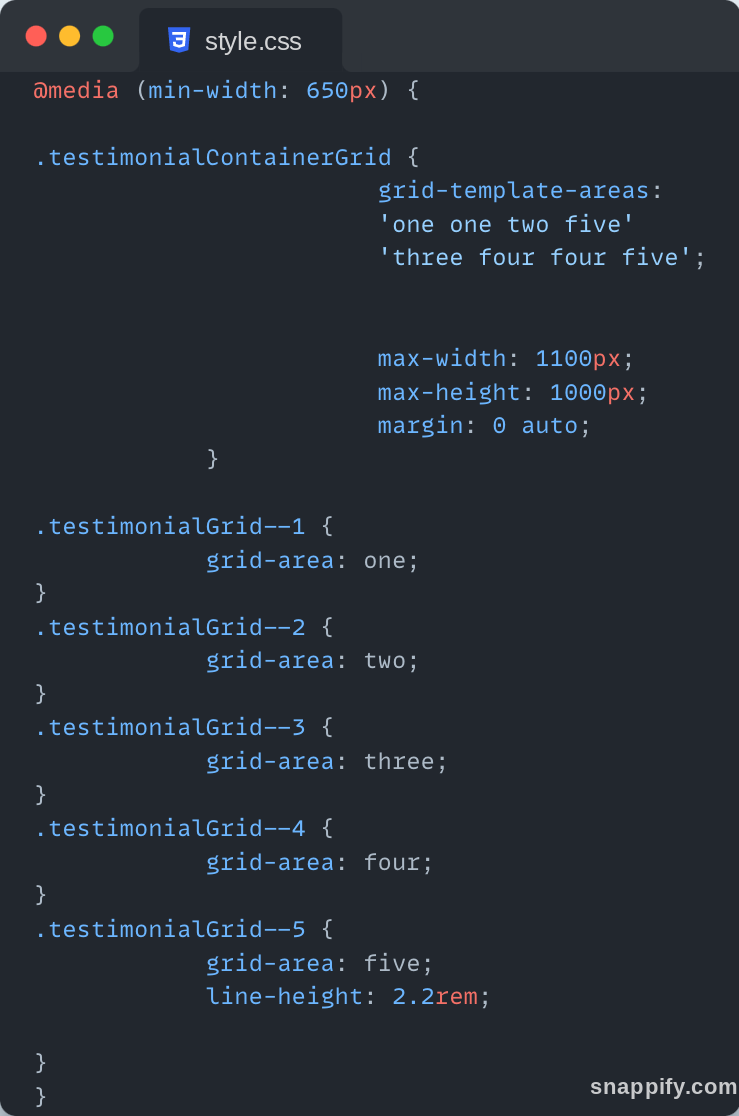 style.css
@media (min-width: 650px) {
.testimonialContainerGrid {
grid-template-areas:
'one one two five'
'three four four five';
max-width: 1100px;
max-height: 1000px;
margin: 0 auto;
}
.testimonialGrid--1 {
grid-area: one;
}
.testimonialGrid--2 {
grid-area: two;
}
.testimonialGrid--3 {
grid-area: three;
}
.testimonialGrid--4 {
grid-area: four;
}
.testimonialGrid--5 {
grid-area: five;
line-height: 2.2rem;
}
}
snappify.com